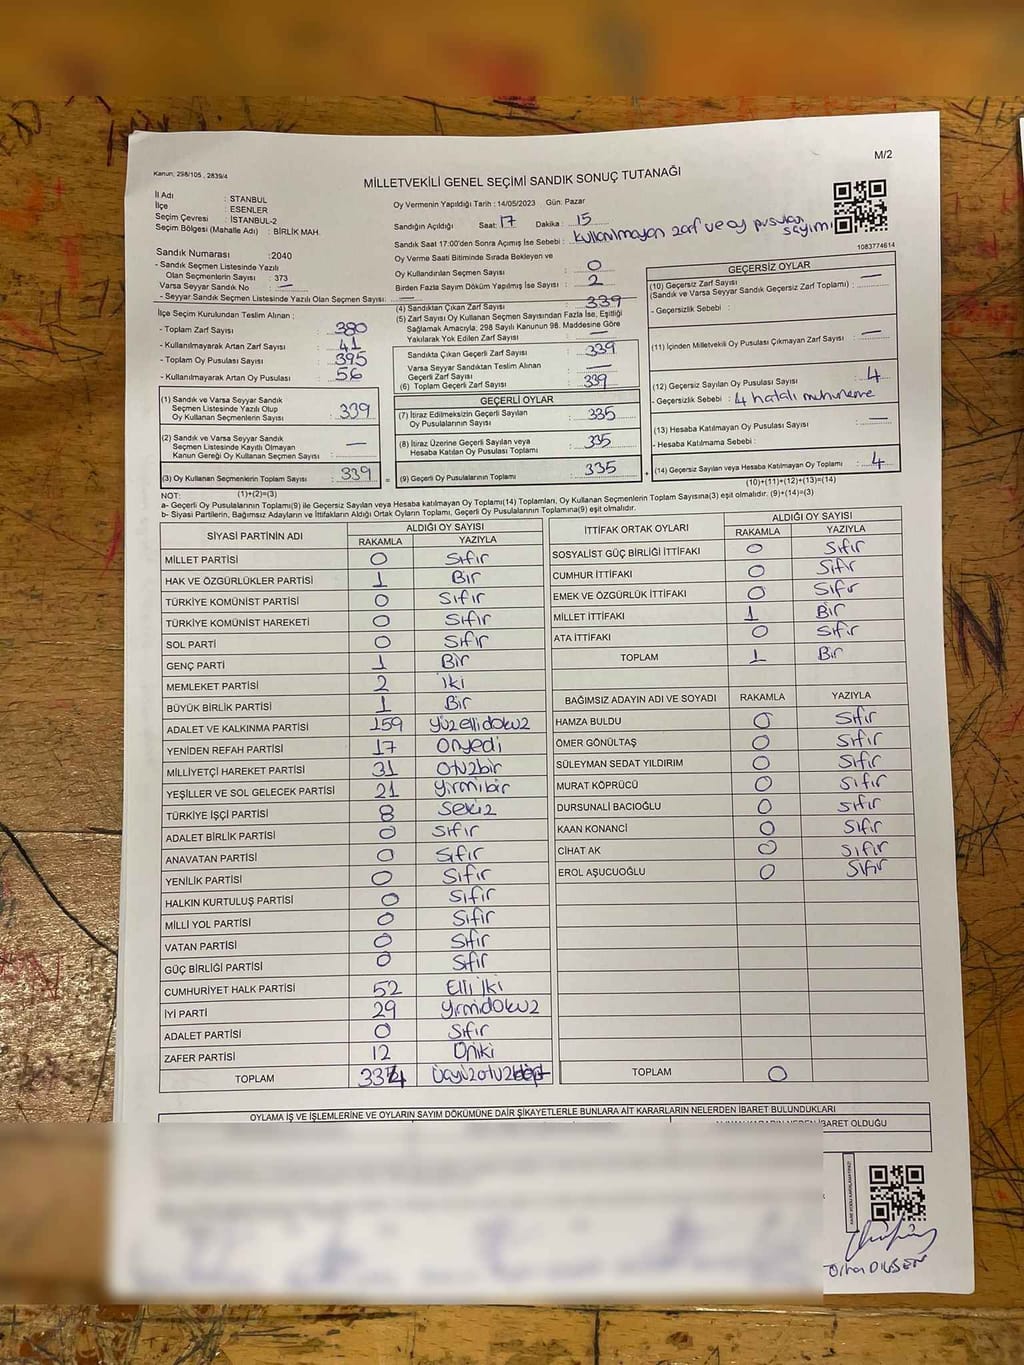 M/2
Kanun; 298/105 , 2839/4
MİLLETVEKİLİ GENEL SEÇİMİ SANDIK SONUÇ TUTANAĞI
İl Adı : STANBUL
İlçe : ESENLER
Seçim Çevresi : İSTANBUL-2
Seçim Bölgesi (Mahalle Adı) : BİRLİK MAH.
Oy Vermenin Yapıldığı Tarih : 14/05/2023 Gün. Pazar
Sandığın Açıldığı Saat: 17 Dakika : 15
Sandık Saat 17:00'den Sonra Açımış İse Sebebi : kullanılmayan zarf ve oy pusulası sayımı
1083774614
Sandık Numarası :2040
- Sandık Seçmen Listesinde Yazılı
Olan Seçmenlerin Sayısı : 373
Varsa Seyyar Sandık No : —
- Seyyar Sandık Seçmen Listesinde Yazılı Olan Seçmen Sayısı: —
Oy Verme Saati Bitiminde Sırada Bekleyen ve
Oy Kullandırılan Seçmen Sayısı : 0
Birden Fazla Sayım Döküm Yapılmış İse Sayısı : 2
İlçe Seçim Kurulundan Teslim Alınan ;
- Toplam Zarf Sayısı : 380
- Kullanılmayarak Artan Zarf Sayısı : 41
- Toplam Oy Pusulası Sayısı : 395
- Kullanılmayarak Artan Oy Pusulası : 56
(1) Sandık ve Varsa Seyyar Sandık
Seçmen Listesinde Yazılı Olup
Oy Kullanan Seçmenlerin Sayısı : 339
(2) Sandık ve Varsa Seyyar Sandık
Seçmen Listesinde Kayıtlı Olmayan
Kanun Gereği Oy Kullanan Seçmen Sayısı : —
(3) Oy Kullanan Seçmenlerin Toplam Sayısı : 339
(4) Sandıktan Çıkan Zarf Sayısı : 339
(5) Zarf Sayısı Oy Kullanan Seçmen Sayısından Fazla İse, Eşitliği
Sağlamak Amacıyla, 298 Sayılı Kanunun 98. Maddesine Göre
Yakılarak Yok Edilen Zarf Sayısı : —
Sandıkta Çıkan Geçerli Zarf Sayısı : 339
Varsa Seyyar Sandıktan Teslim Alınan
Geçerli Zarf Sayısı : —
(6) Toplam Geçerli Zarf Sayısı : 339
GEÇERLİ OYLAR
(7) İtiraz Edilmeksizin Geçerli Sayılan
Oy Pusulalarının Sayısı : 335
(8) İtiraz Üzerine Geçerli Sayılan veya
Hesaba Katılan Oy Pusulası Toplamı : 335
= (9) Geçerli Oy Pusulalarının Toplamı : 335 +
GEÇERSİZ OYLAR
(10) Geçersiz Zarf Sayısı : —
(Sandık ve Varsa Seyyar Sandık Geçersiz Zarf Toplamı) :
- Geçersizlik Sebebi :
(11) İçinden Milletvekili Oy Pusulası Çıkmayan Zarf Sayısı : —
(12) Geçersiz Sayılan Oy Pusulası Sayısı : 4
- Geçersizlik Sebebi : 4 hatalı mühürleme
(13) Hesaba Katılmayan Oy Pusulası Sayısı : —
- Hesaba Katılmama Sebebi :
(14) Geçersiz Sayılan veya Hesaba Katılmayan Oy Toplamı : 4
NOT: (1)+(2)=(3) (10)+(11)+(12)+(13)=(14)
a- Geçerli Oy Pusulalarının Toplamı(9) ile Geçersiz Sayılan veya Hesaba katılmayan Oy Toplamı(14) Toplamları, Oy Kullanan Seçmenlerin Toplam Sayısına(3) eşit olmalıdır. (9)+(14)=(3)
b- Siyasi Partilerin, Bağımsız Adayların ve İttifakların Aldığı Ortak Oyların Toplamı, Geçerli Oy Pusulalarının Toplamına(9) eşit olmalıdır.
SİYASİ PARTİNİN ADI ALDIĞI OY SAYISI
RAKAMLA YAZIYLA
MİLLET PARTİSİ 0 Sıfır
HAK VE ÖZGÜRLÜKLER PARTİSİ 1 Bir
TÜRKİYE KOMÜNİST PARTİSİ 0 Sıfır
TÜRKİYE KOMÜNİST HAREKETİ 0 Sıfır
SOL PARTİ 0 Sıfır
GENÇ PARTİ 1 Bir
MEMLEKET PARTİSİ 2 iki
BÜYÜK BİRLİK PARTİSİ 1 Bir
ADALET VE KALKINMA PARTİSİ 159 yüzellidokuz
YENİDEN REFAH PARTİSİ 17 Onyedi
MİLLİYETÇİ HAREKET PARTİSİ 31 Otuzbir
YEŞİLLER VE SOL GELECEK PARTİSİ 21 Yirmibir
TÜRKİYE İŞÇİ PARTİSİ 8 Sekiz
ADALET BİRLİK PARTİSİ 0 Sıfır
ANAVATAN PARTİSİ 0 Sıfır
YENİLİK PARTİSİ 0 Sıfır
HALKIN KURTULUŞ PARTİSİ 0 Sıfır
MİLLİ YOL PARTİSİ 0 Sıfır
VATAN PARTİSİ 0 Sıfır
GÜÇ BİRLİĞİ PARTİSİ 0 Sıfır
CUMHURİYET HALK PARTİSİ 52 Elli iki
İYİ PARTİ 29 Yirmidokuz
ADALET PARTİSİ 0 Sıfır
ZAFER PARTİSİ 12 Oniki
TOPLAM 334 Üçyüzotuzdört
İTTİFAK ORTAK OYLARI ALDIĞI OY SAYISI
RAKAMLA YAZIYLA
SOSYALİST GÜÇ BİRLİĞİ İTTİFAKI 0 Sıfır
CUMHUR İTTİFAKI 0 Sıfır
EMEK VE ÖZGÜRLÜK İTTİFAKI 0 Sıfır
MİLLET İTTİFAKI 1 Bir
ATA İTTİFAKI 0 Sıfır
TOPLAM 1 Bir
BAĞIMSIZ ADAYIN ADI VE SOYADI RAKAMLA YAZIYLA
HAMZA BULDU 0 Sıfır
ÖMER GÖNÜLTAŞ 0 Sıfır
SÜLEYMAN SEDAT YILDIRIM 0 Sıfır
MURAT KÖPRÜCÜ 0 Sıfır
DURSUNALİ BACIOĞLU 0 Sıfır
KAAN KONANCİ 0 Sıfır
CİHAT AK 0 Sıfır
EROL AŞUCUOĞLU 0 Sıfır
TOPLAM 0
OYLAMA İŞ VE İŞLEMLERİNE VE OYLARIN SAYIM DÖKÜMÜNE DAİR ŞİKAYETLERLE BUNLARA AİT KARARLARIN NELERDEN İBARET BULUNDUKLARI
İBARET OLDUĞU